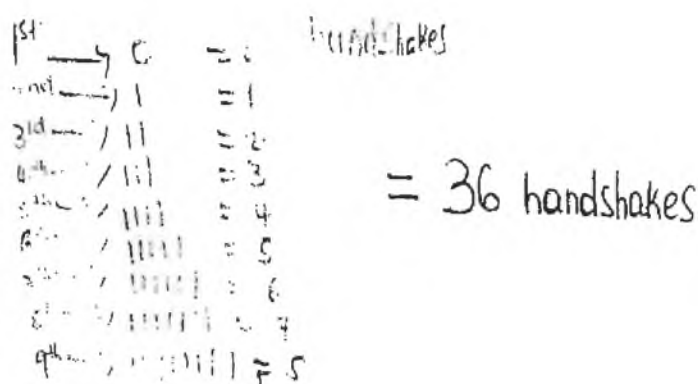 1st → 0 = handshakes
2nd → 1 = 1
3rd → 11 = 2
4th → 111 = 3
5th → 1111 = 4
6th → 11111 = 5
7th → 111111 = 6
8th → 1111111 = 7
9th → 11111111 = 8
= 36 handshakes